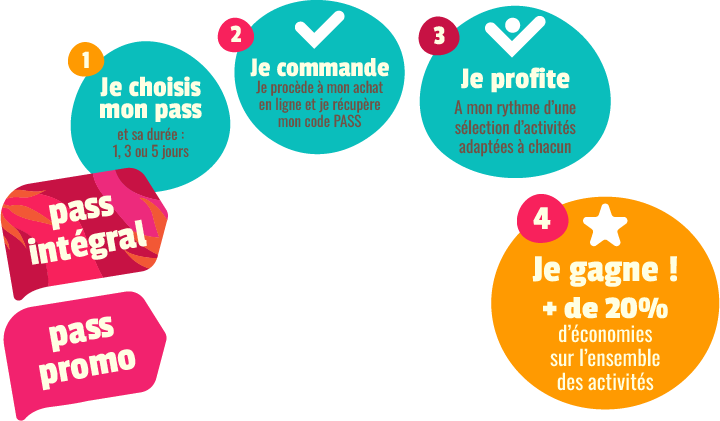 1
Je choisis
mon pass
et sa durée :
1, 3 ou 5 jours
pass
intégral
pass
promo
2
Je commande
Je procède à mon achat
en ligne et je récupère
mon code PASS
3
Je profite
A mon rythme d'une
sélection d'activités
adaptées à chacun
4
Je gagne !
+ de 20%
d'économies
sur l'ensemble
des activités